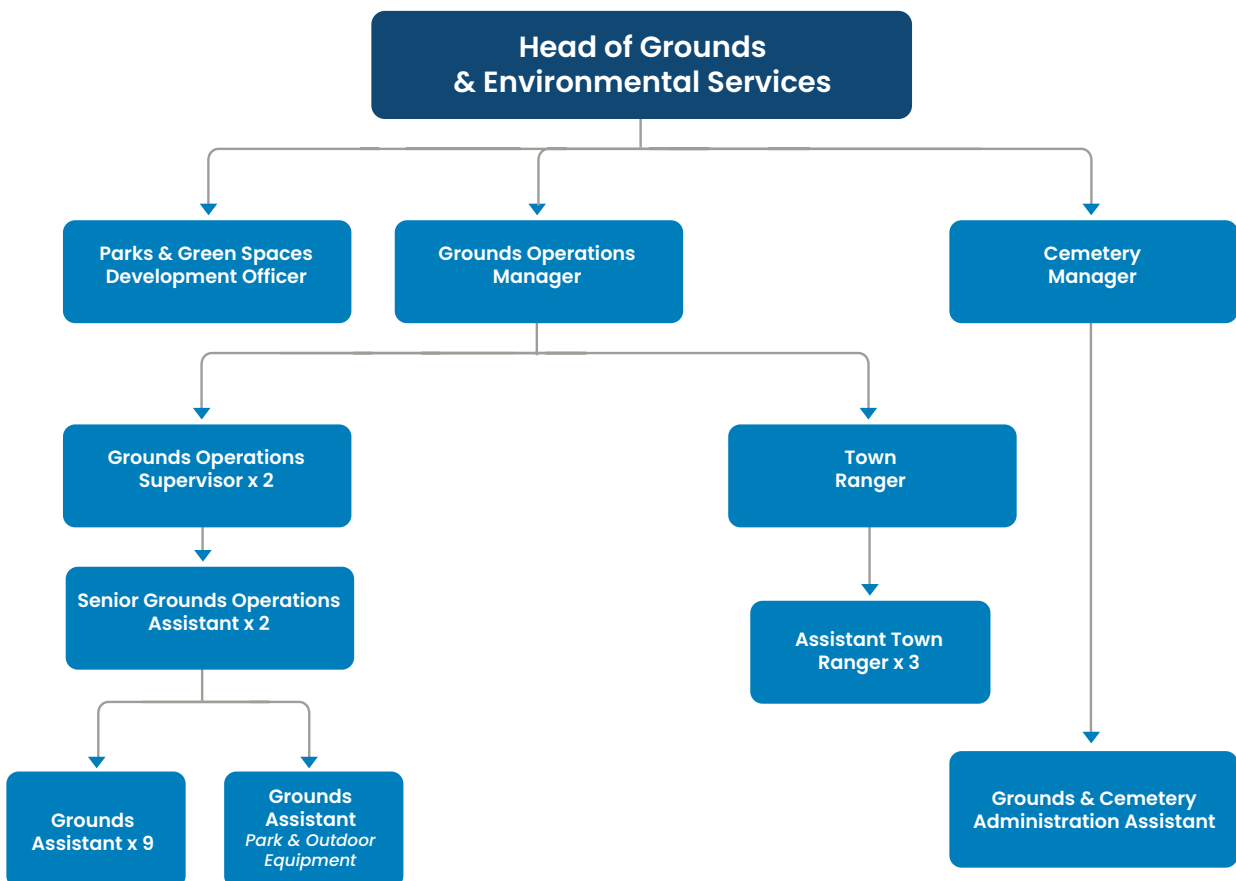 Head of Grounds
& Environmental Services
Parks & Green Spaces
Development Officer
Grounds Operations
Manager
Cemetery
Manager
Grounds Operations
Supervisor x 2
Town
Ranger
Senior Grounds Operations
Assistant x 2
Assistant Town
Ranger x 3
Grounds
Assistant x 9
Grounds
Assistant
Park & Outdoor
Equipment
Grounds & Cemetery
Administration Assistant